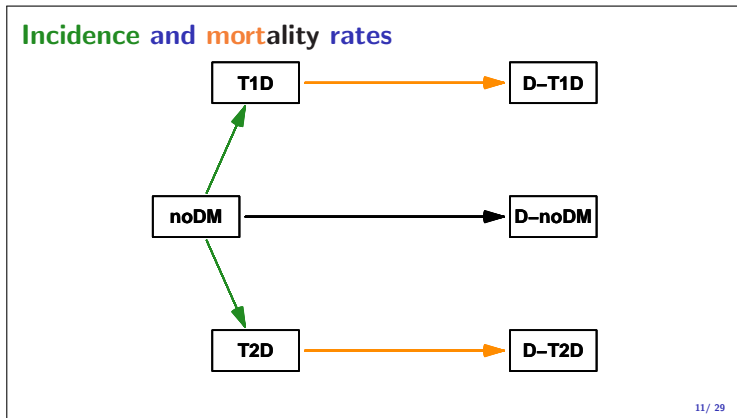 Incidence and mortality rates
T1D
D–T1D
noDM
D–noDM
T2D
D–T2D
11/ 29